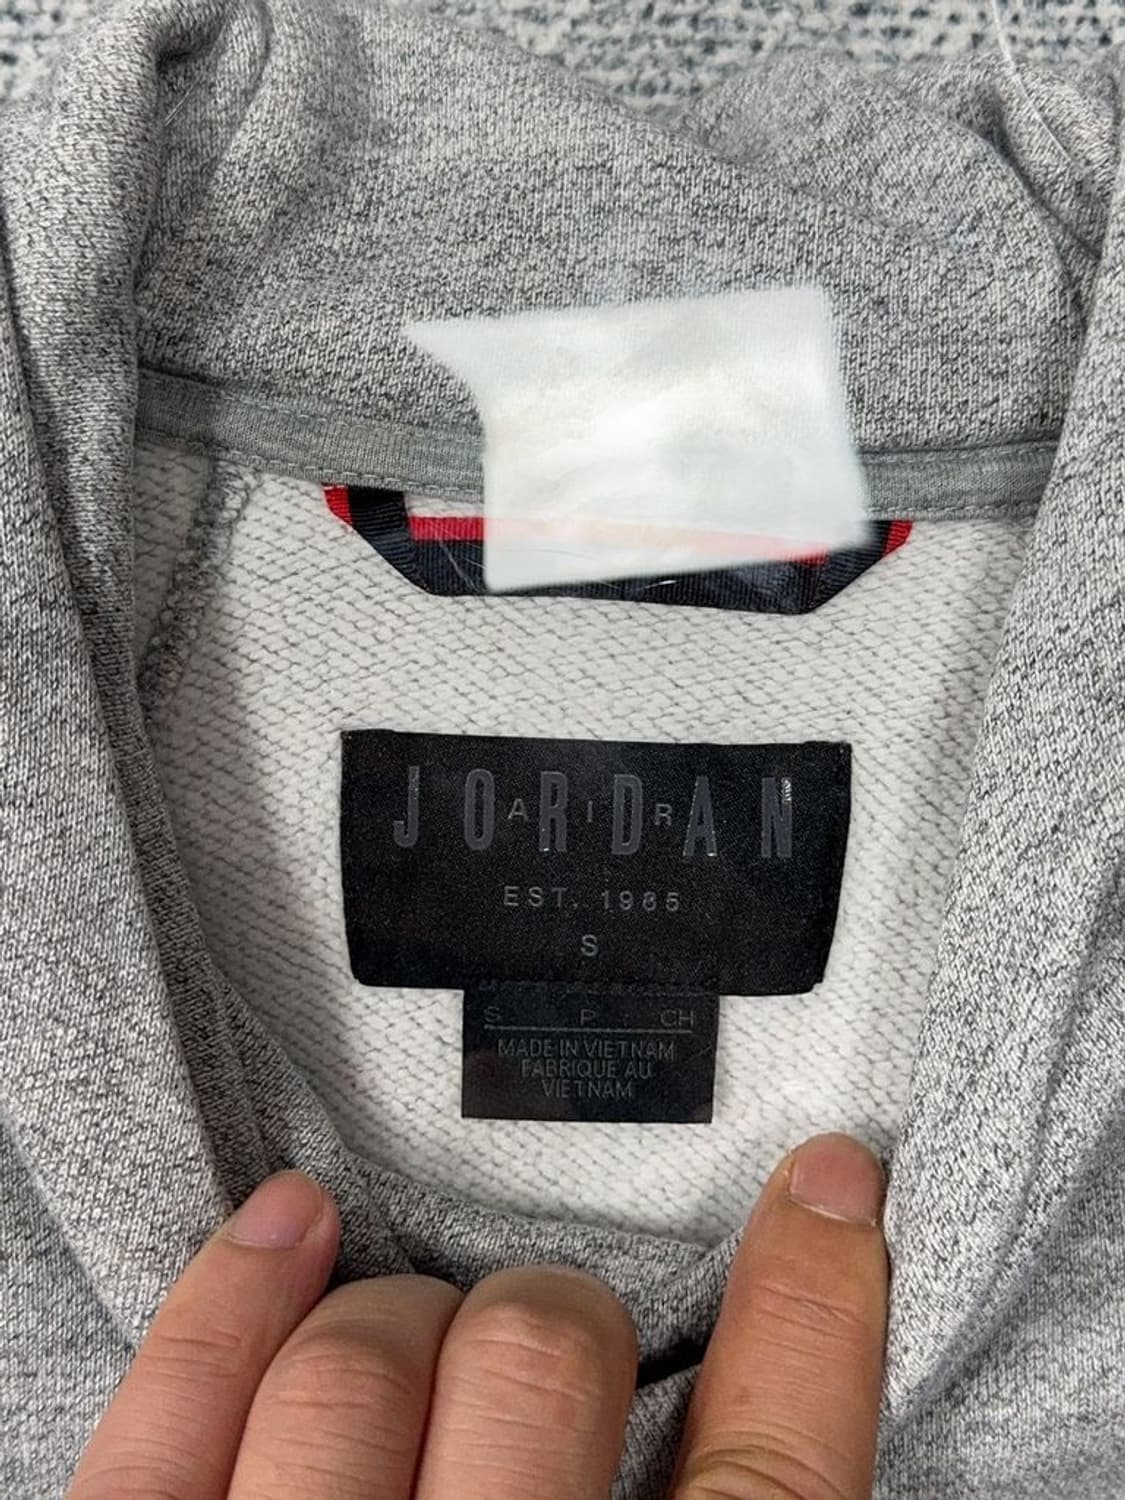 JORDAN
AIR
EST. 1985
S
S P CH
MADE IN VIETNAM
FABRIQUE AU
VIETNAM